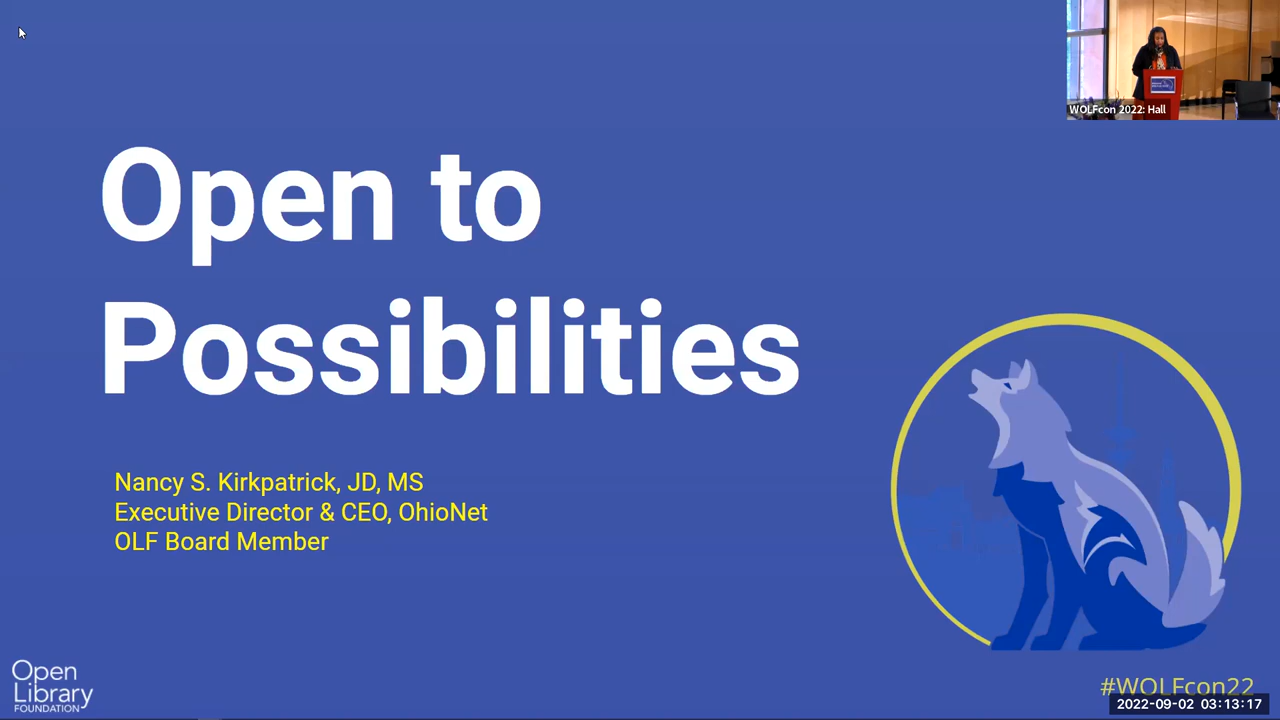 WOLFcon 2022: Hall
Open to
Possibilities
Nancy S. Kirkpatrick, JD, MS
Executive Director & CEO, OhioNet
OLF Board Member
Open
Library
FOUNDATION
#WOLFcon22
2022-09-02 03:13:17